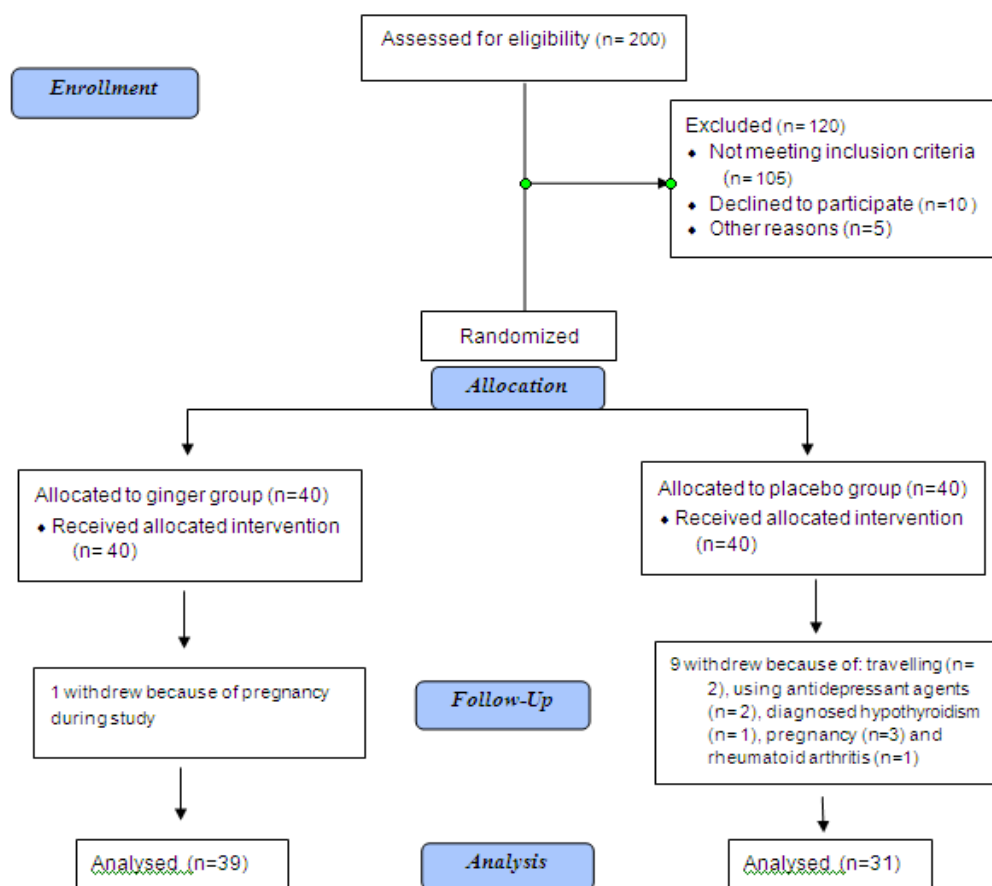 Assessed for eligibility (n= 200)
Enrollment
Excluded (n= 120)
⬥ Not meeting inclusion criteria
(n= 105)
⬥ Declined to participate (n=10 )
⬥ Other reasons (n=5)
Randomized
Allocation
Allocated to ginger group (n=40)
⬥ Received allocated intervention
(n= 40)
Allocated to placebo group (n=40)
⬥ Received allocated intervention
(n=40)
1 withdrew because of pregnancy
during study
Follow-Up
9 withdrew because of: travelling (n=
2), using antidepressant agents
(n=2), diagnosed hypothyroidism
(n= 1), pregnancy (n=3) and
rheumatoid arthritis (n=1)
Analysed (n=39)
Analysis
Analysed (n=31)